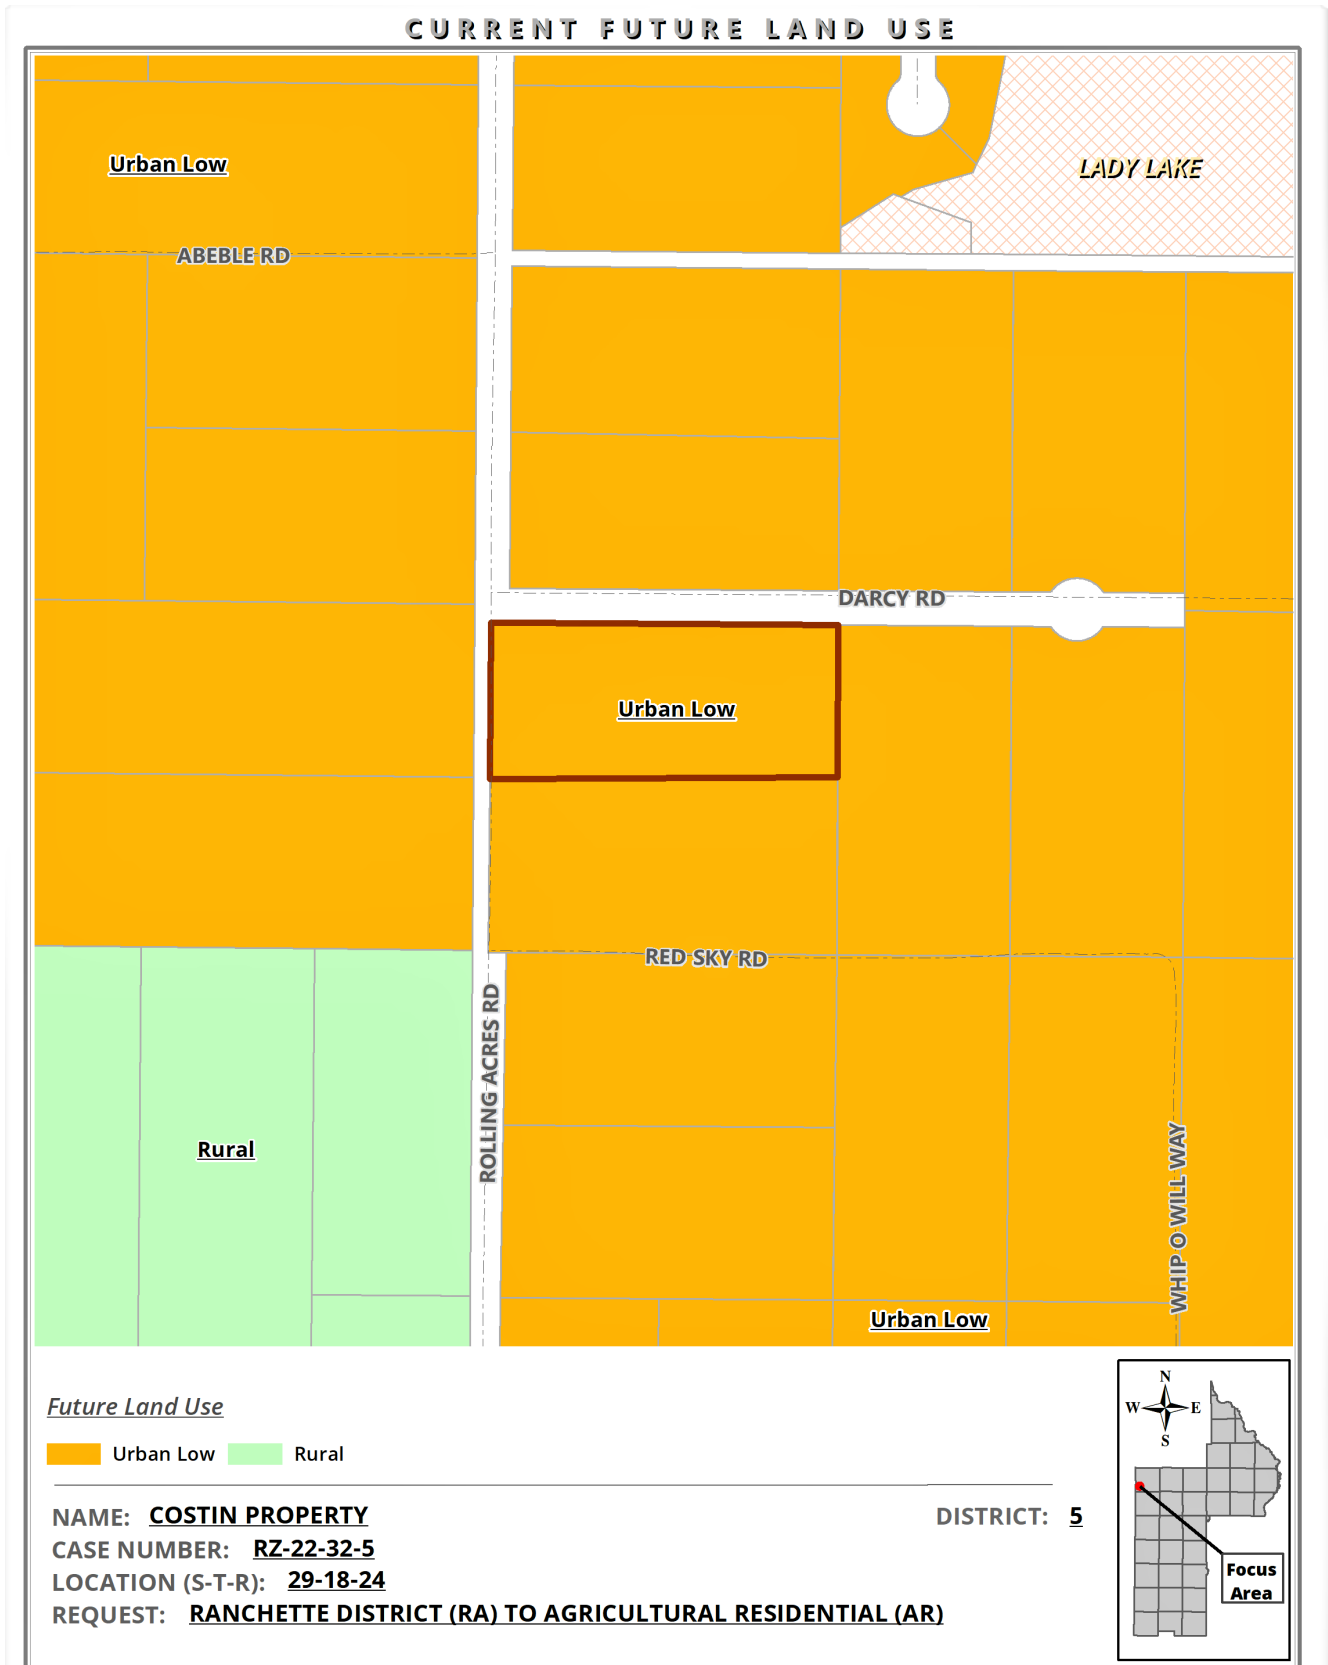 CURRENT FUTURE LAND USE
Urban Low
LADY LAKE
ABEBLE RD
DARCY RD
Urban Low
RED SKY RD
ROLLING ACRES RD
Rural
WHIP O WILL WAY
Urban Low
Future Land Use
Urban Low Rural
NAME: COSTIN PROPERTY DISTRICT: 5
CASE NUMBER: RZ-22-32-5
LOCATION (S-T-R): 29-18-24
REQUEST: RANCHETTE DISTRICT (RA) TO AGRICULTURAL RESIDENTIAL (AR)
N
W E
S
Focus
Area